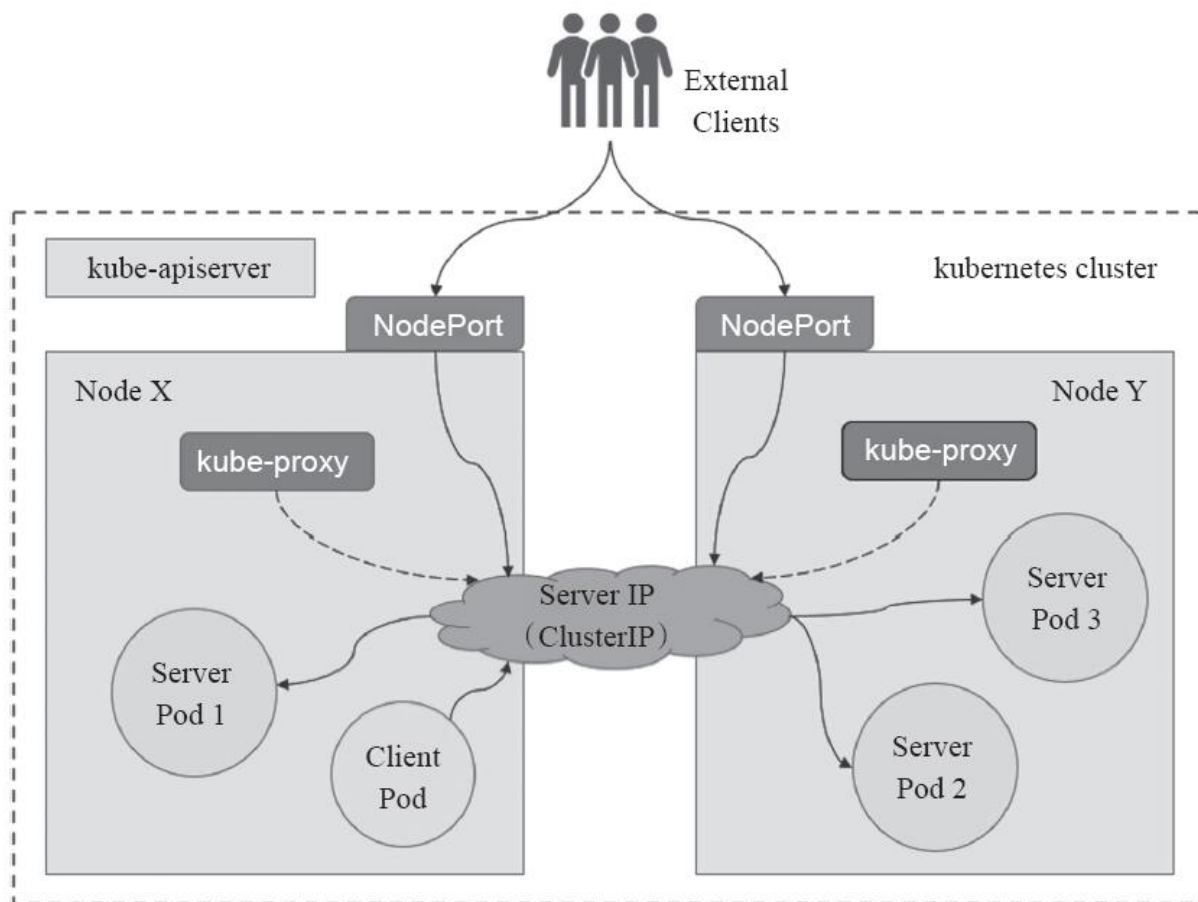 External
Clients
kube-apiserver
kubernetes cluster
NodePort
NodePort
Node X
Node Y
kube-proxy
kube-proxy
Server IP
（ClusterIP）
Server
Pod 3
Server
Pod 1
Client
Pod
Server
Pod 2